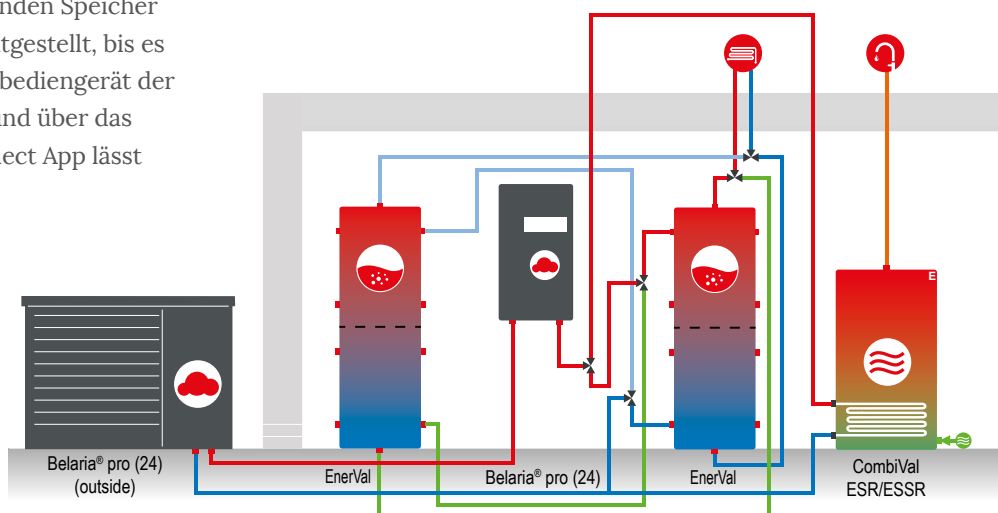 nden Speicher
tgestellt, bis es
bediengerät der
und über das
ect App lässt
E
Belaria® pro (24)
(outside)
EnerVal
Belaria® pro (24)
EnerVal
CombiVal
ESR/ESSR